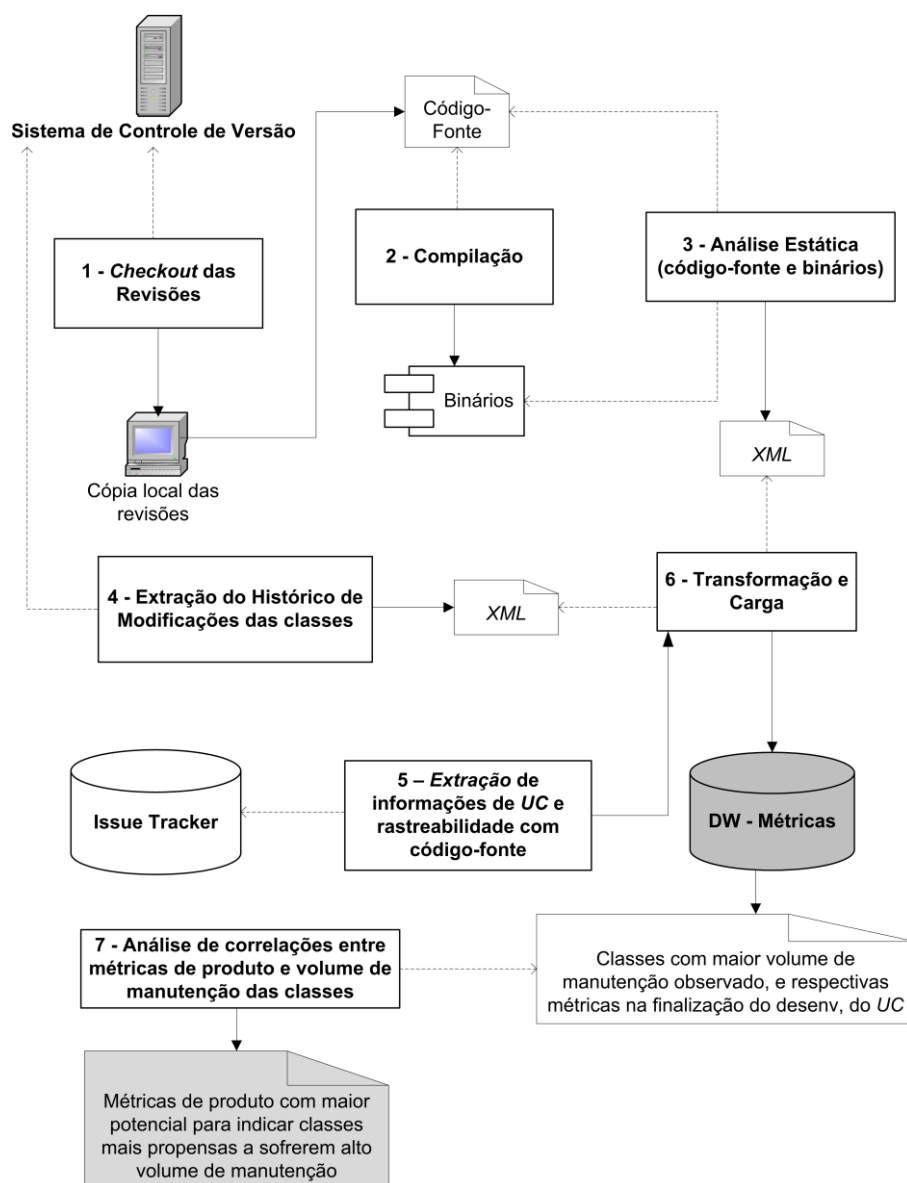 Sistema de Controle de Versão
Código-
Fonte
1 - Checkout das
Revisões
2 - Compilação
3 - Análise Estática
(código-fonte e binários)
Binários
XML
Cópia local das
revisões
4 - Extração do Histórico de
Modificações das classes
XML
6 - Transformação e
Carga
Issue Tracker
5 – Extração de
informações de UC e
rastreabilidade com
código-fonte
DW - Métricas
7 - Análise de correlações entre
métricas de produto e volume de
manutenção das classes
Classes com maior volume de
manutenção observado, e respectivas
métricas na finalização do desenv, do UC
Métricas de produto com maior
potencial para indicar classes
mais propensas a sofrerem alto
volume de manutenção